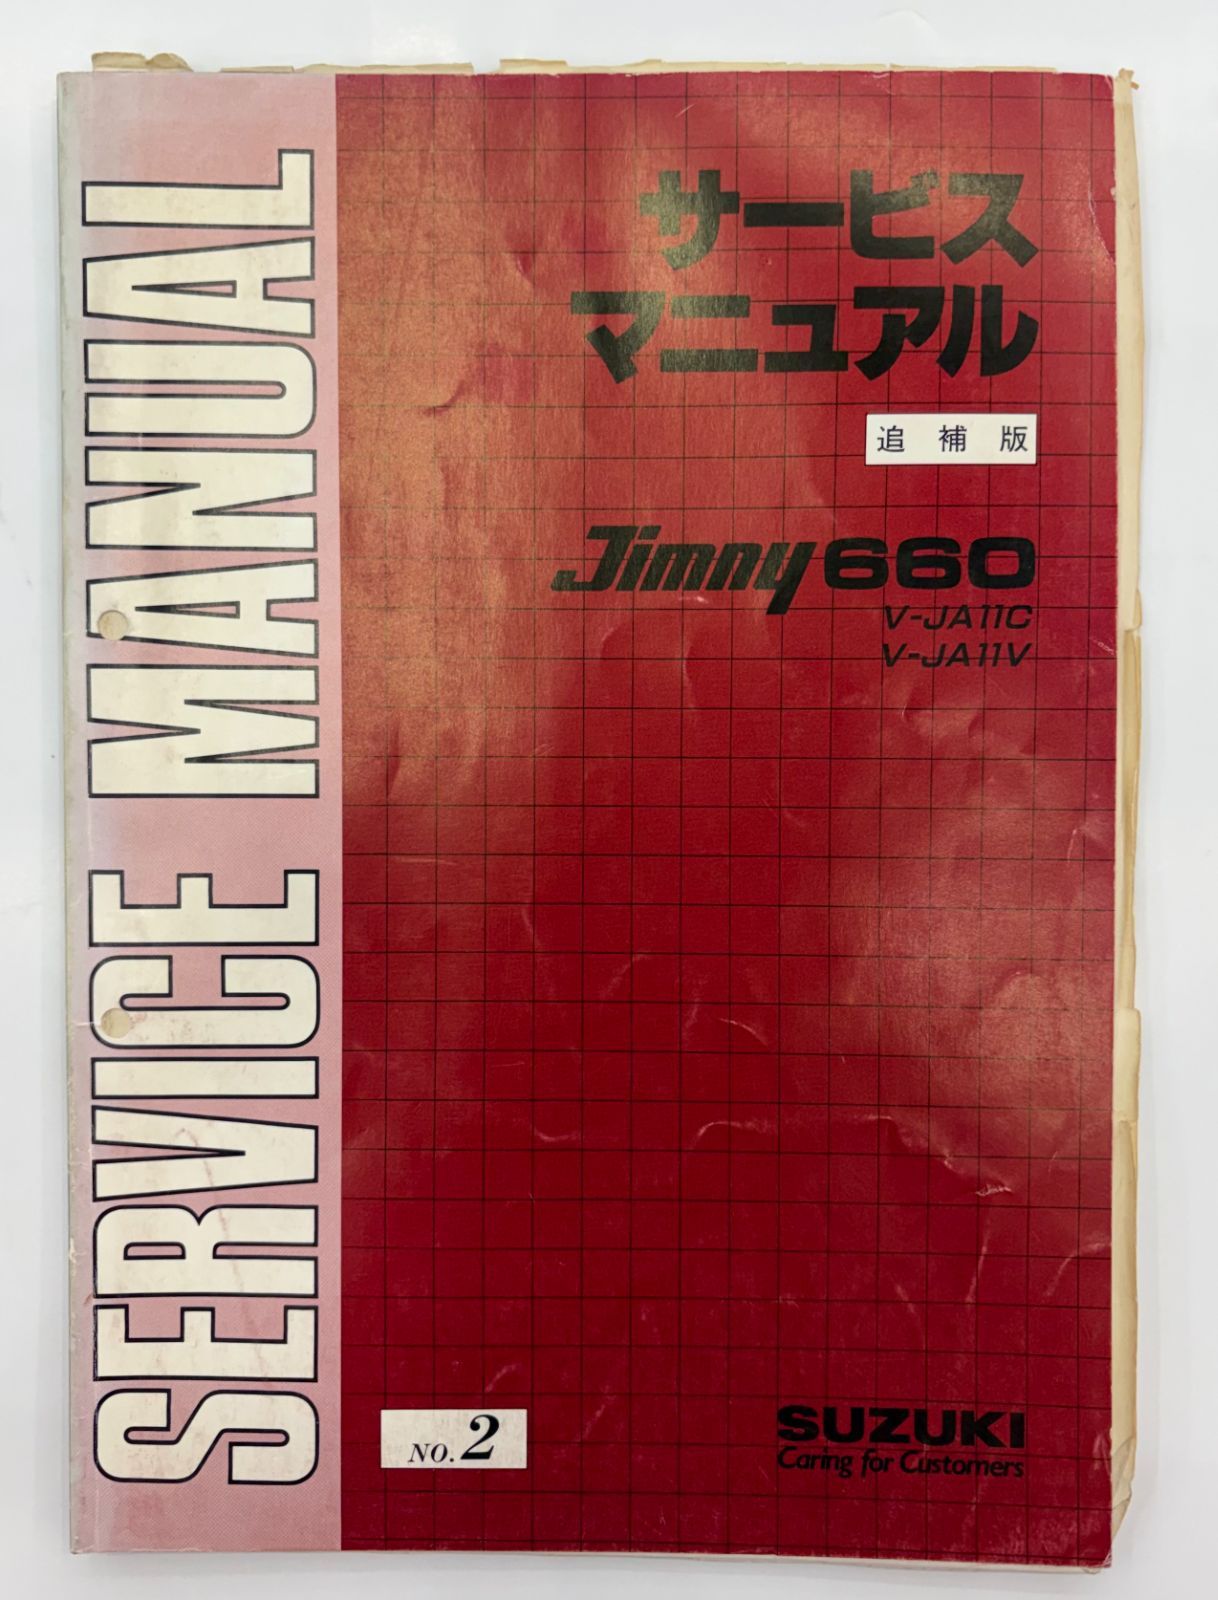 SERVICE MANUAL
サービス
マニュアル
追補版
Jimny 660
V-JA11C
V-JA11V
NO. 2
SUZUKI
Caring for Customers